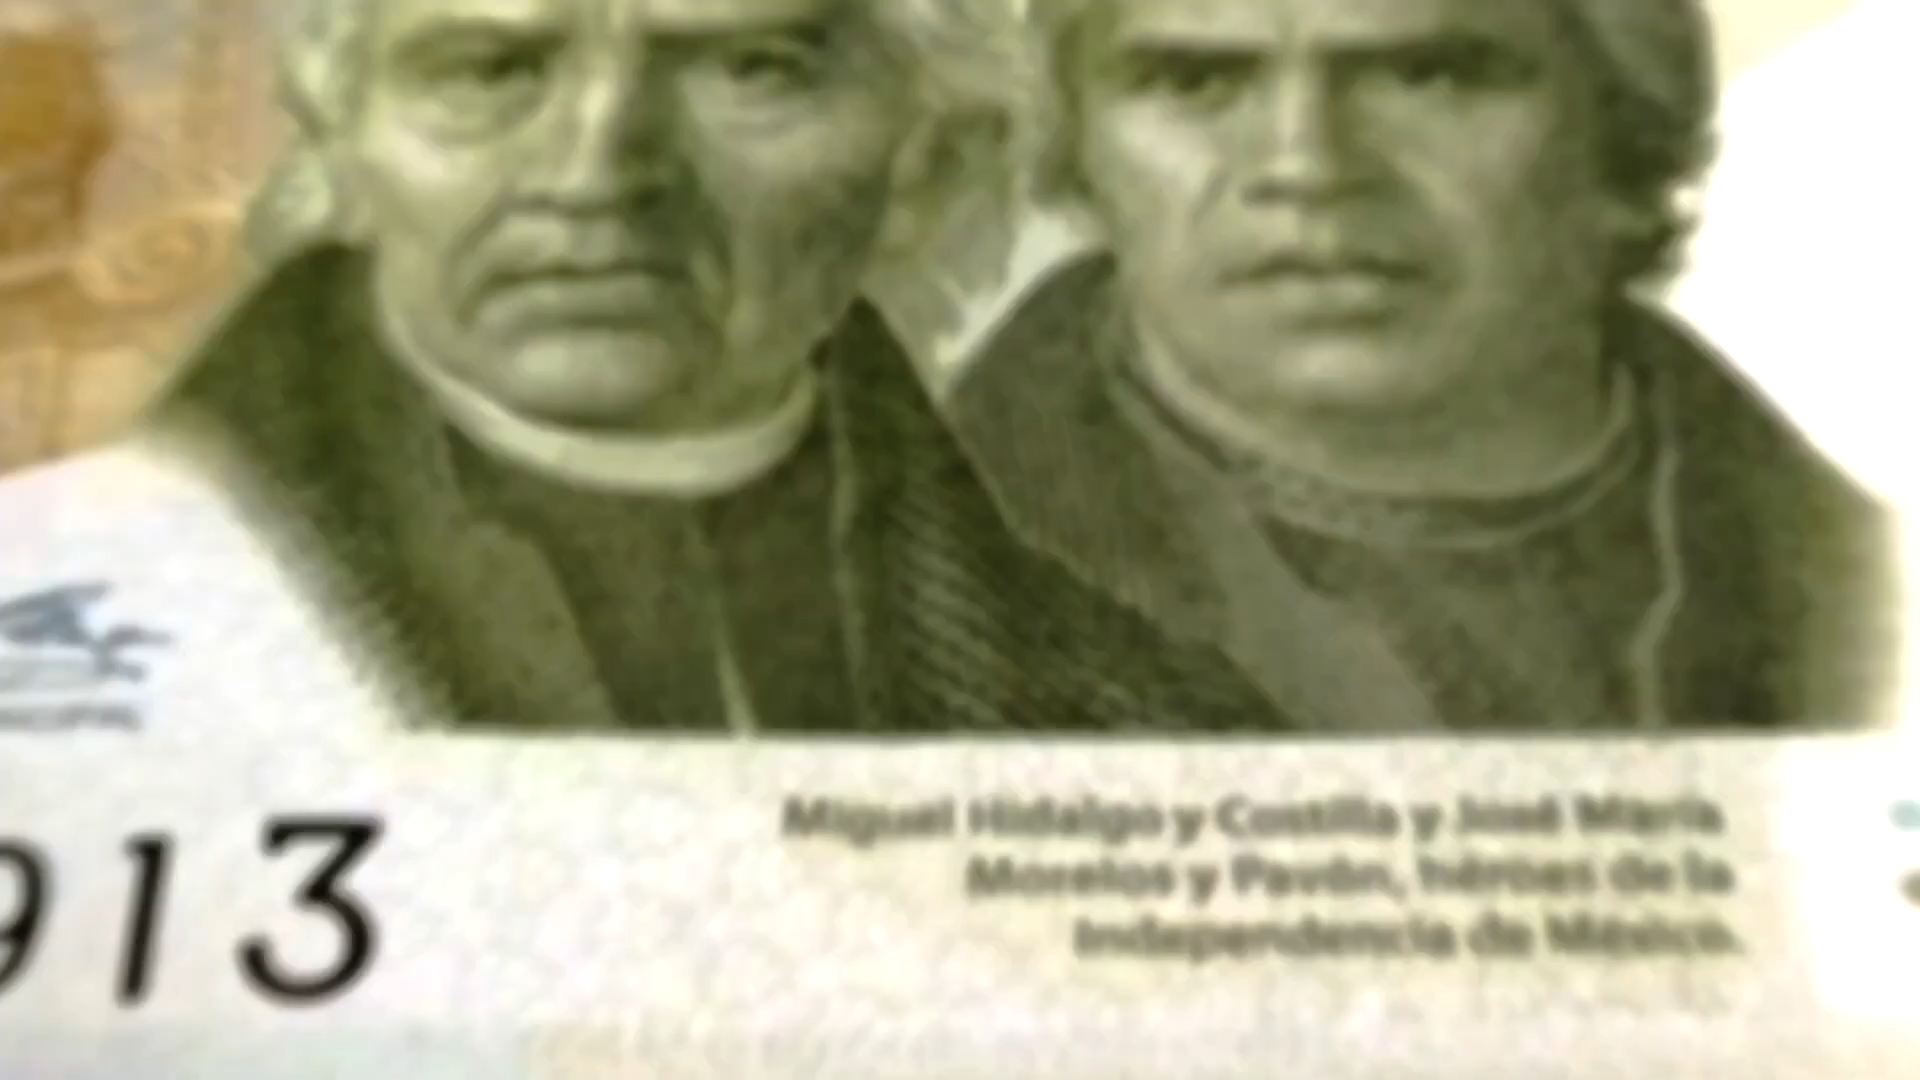 913
Miguel Hidalgo y Costilla y José María
Morelos y Pavón, héroes de la
Independencia de México.